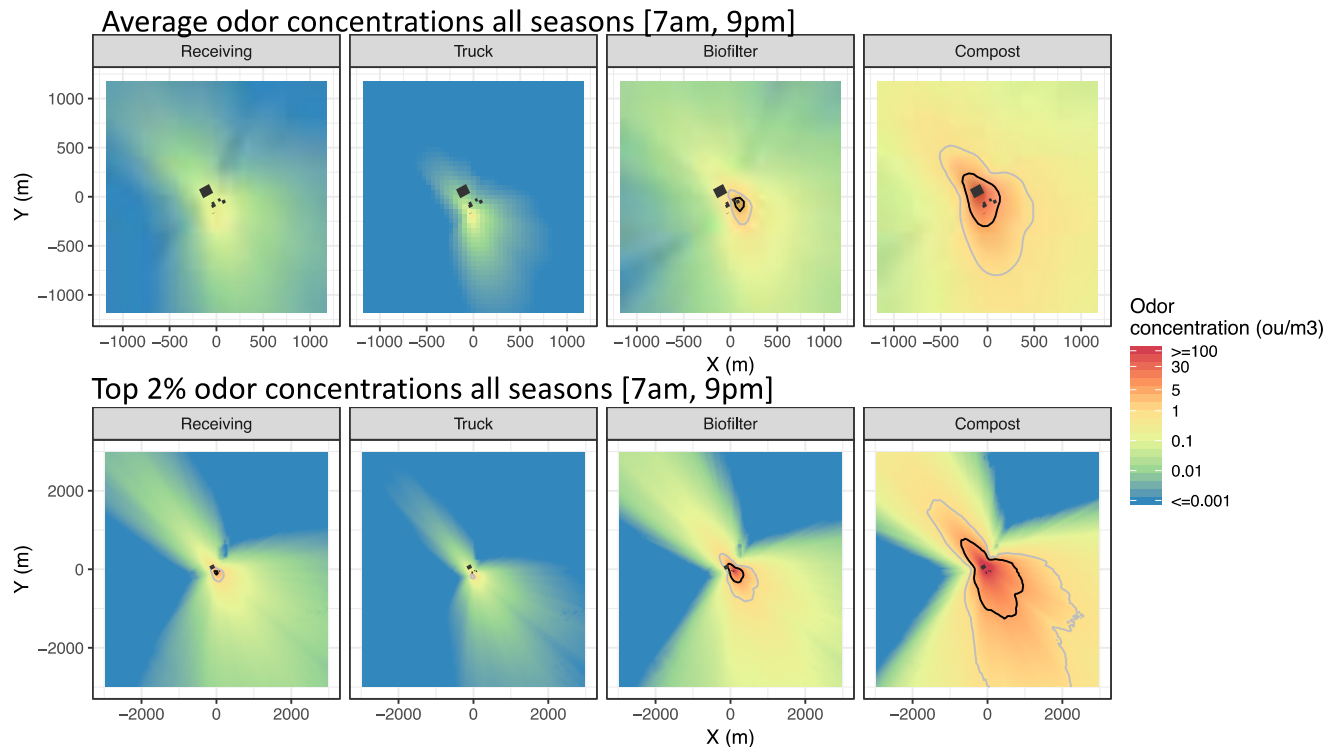 Average odor concentrations all seasons [7am, 9pm]
Receiving Truck Biofilter Compost
1000
500
0
−500
−1000
Y (m)
−1000 −500 0 500 1000 −1000 −500 0 500 1000 −1000 −500 0 500 1000 −1000 −500 0 500 1000
X (m)
Top 2% odor concentrations all seasons [7am, 9pm]
Receiving Truck Biofilter Compost
2000
0
−2000
Y (m)
−2000 0 2000 −2000 0 2000 −2000 0 2000 −2000 0 2000
X (m)
Odor
concentration (ou/m3)
>=100
30
5
1
0.1
0.01
<=0.001